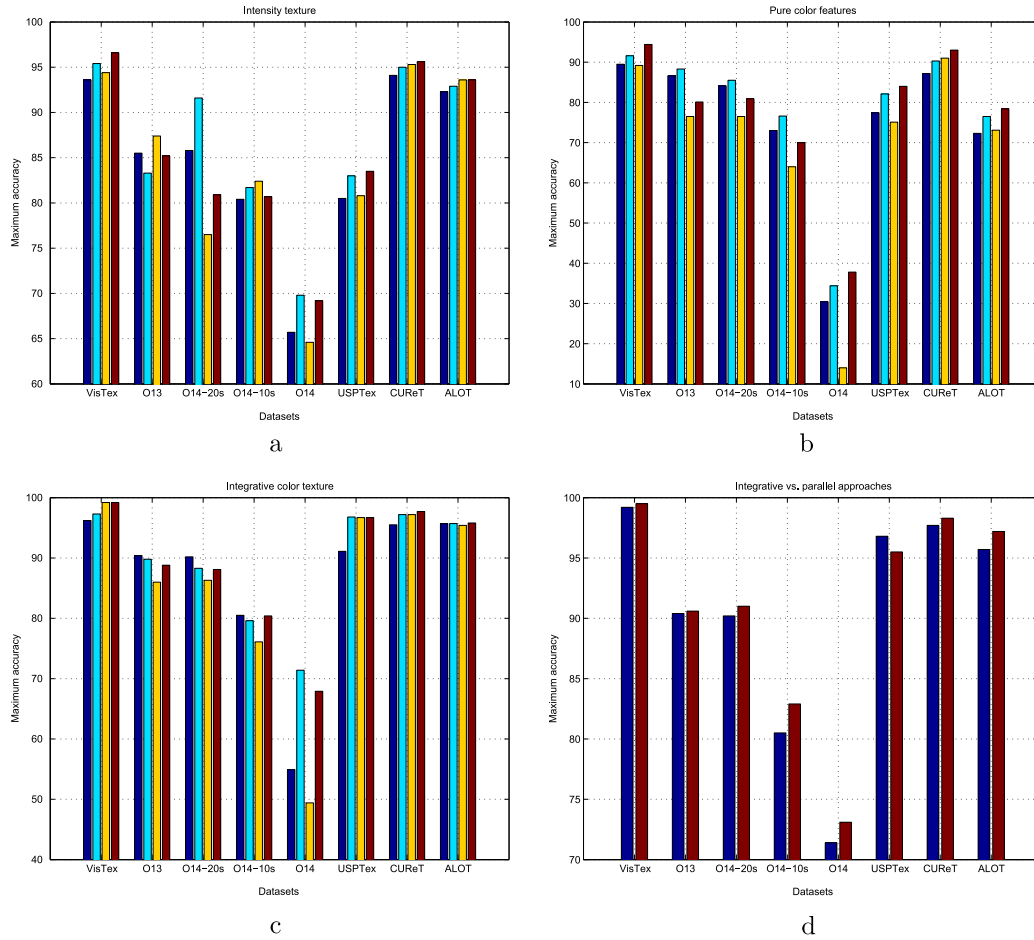 Intensity texture
100
95
90
85
80
75
70
65
60
Maximum accuracy
VisTex O13 O14−20s O14−10s O14 USPTex CUReT ALOT
Datasets
a
Pure color features
100
90
80
70
60
50
40
30
20
10
Maximum accuracy
VisTex O13 O14−20s O14−10s O14 USPTex CUReT ALOT
Datasets
b
Integrative color texture
100
90
80
70
60
50
40
Maximum accuracy
VisTex O13 O14−20s O14−10s O14 USPTex CUReT ALOT
Datasets
c
Integrative vs. parallel approaches
100
95
90
85
80
75
70
Maximum accuracy
VisTex O13 O14−20s O14−10s O14 USPTex CUReT ALOT
Datasets
d